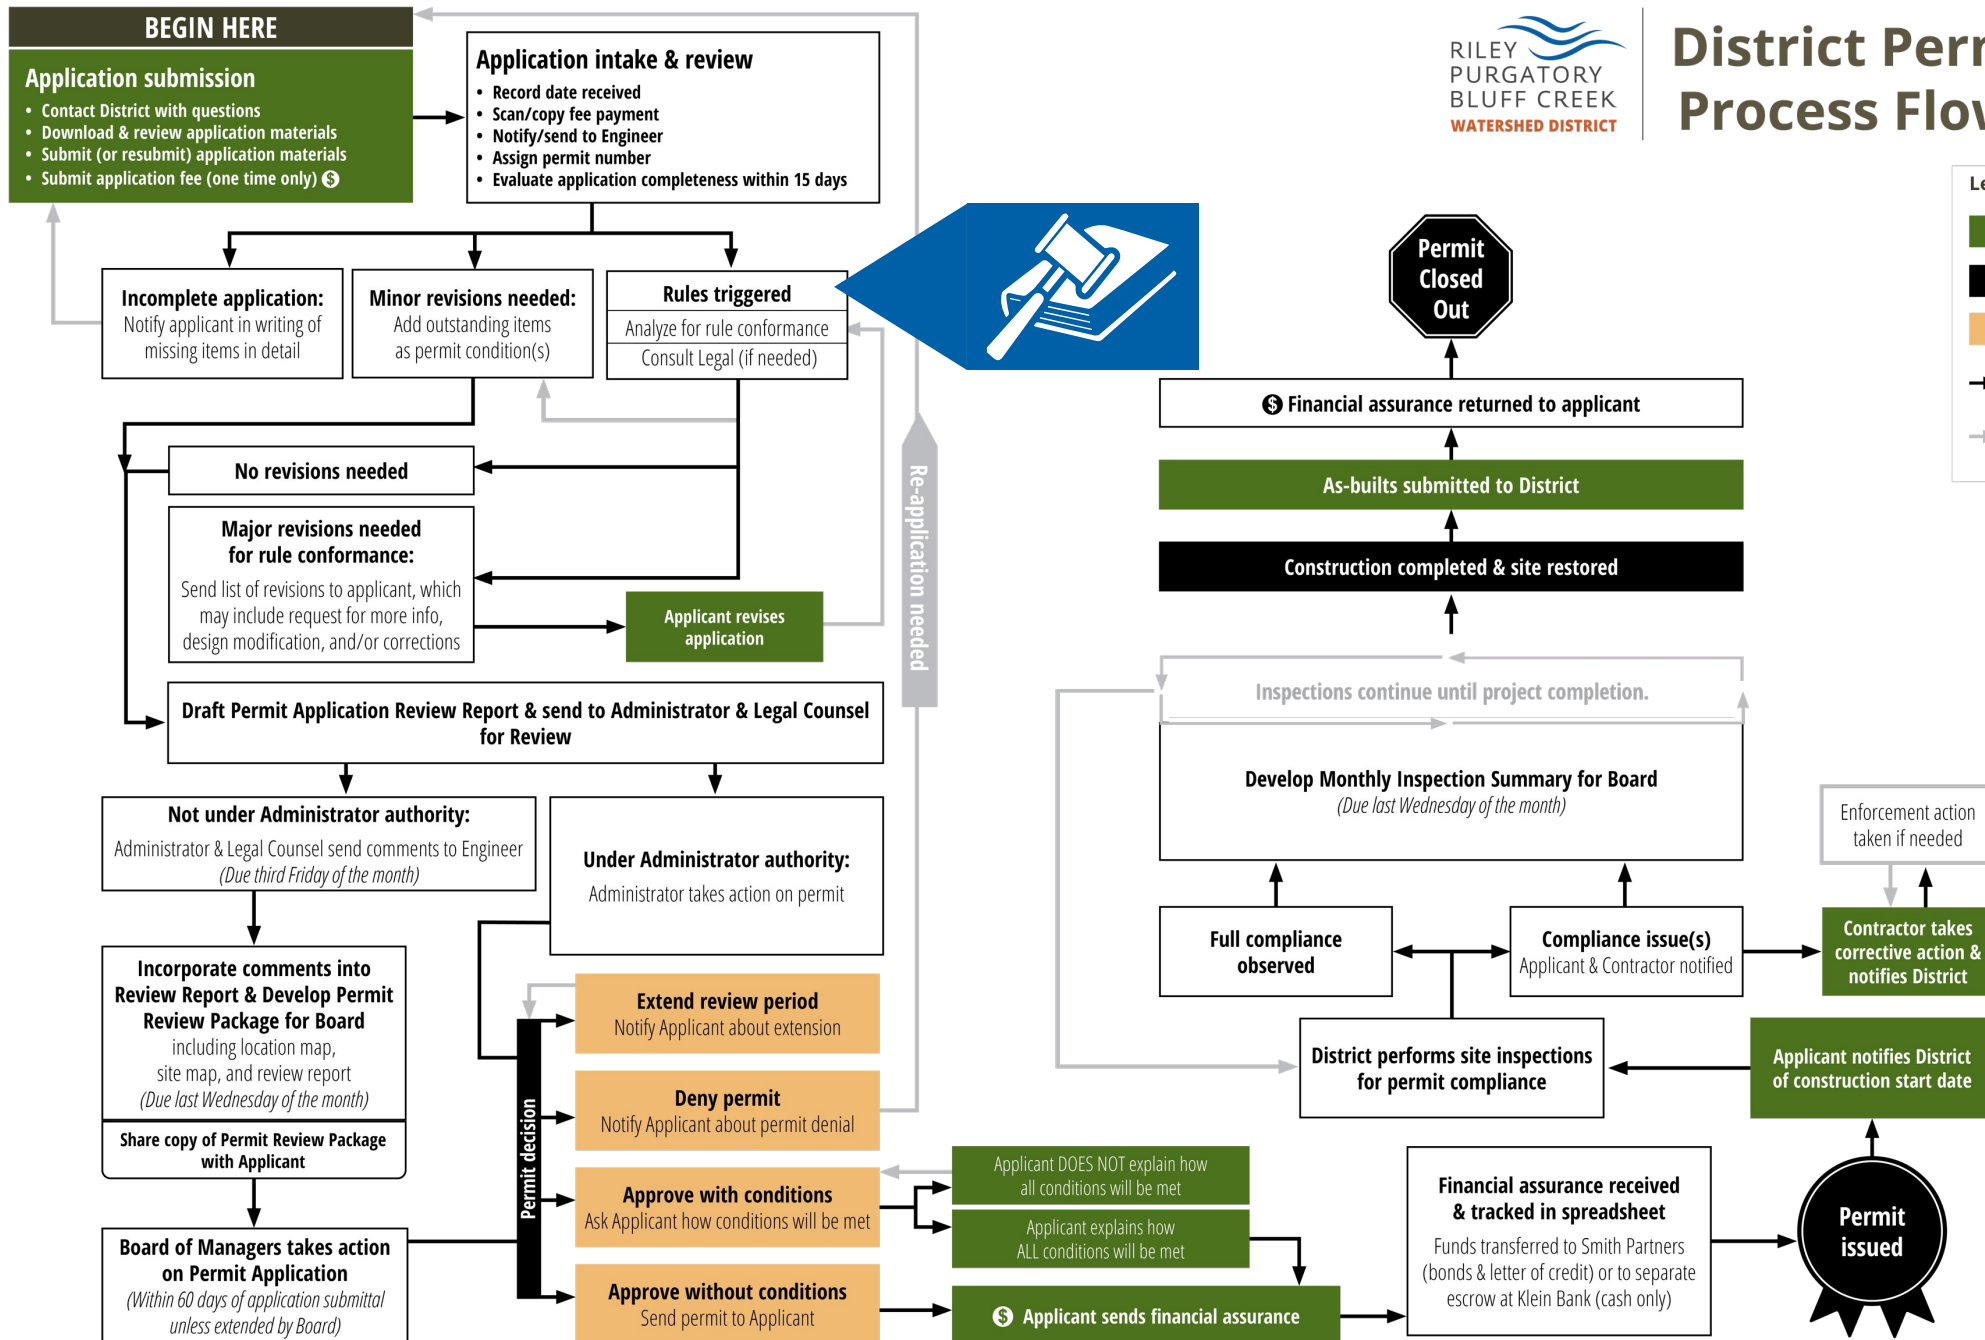 BEGIN HERE
Application submission
• Contact District with questions
• Download & review application materials
• Submit (or resubmit) application materials
• Submit application fee (one time only) $
Application intake & review
• Record date received
• Scan/copy fee payment
• Notify/send to Engineer
• Assign permit number
• Evaluate application completeness within 15 days
RILEY
PURGATORY
BLUFF CREEK
WATERSHED DISTRICT
District Perm
Process Flow
Le
Incomplete application:
Notify applicant in writing of
missing items in detail
Minor revisions needed:
Add outstanding items
as permit condition(s)
Rules triggered
Analyze for rule conformance
Consult Legal (if needed)
No revisions needed
Major revisions needed
for rule conformance:
Send list of revisions to applicant, which
may include request for more info,
design modification, and/or corrections
Applicant revises
application
Re-application needed
Draft Permit Application Review Report & send to Administrator & Legal Counsel
for Review
Not under Administrator authority:
Administrator & Legal Counsel send comments to Engineer
(Due third Friday of the month)
Under Administrator authority:
Administrator takes action on permit
Incorporate comments into
Review Report & Develop Permit
Review Package for Board
including location map,
site map, and review report
(Due last Wednesday of the month)
Share copy of Permit Review Package
with Applicant
Board of Managers takes action
on Permit Application
(Within 60 days of application submittal
unless extended by Board)
Permit decision
Extend review period
Notify Applicant about extension
Deny permit
Notify Applicant about permit denial
Approve with conditions
Ask Applicant how conditions will be met
Approve without conditions
Send permit to Applicant
Applicant DOES NOT explain how
all conditions will be met
Applicant explains how
ALL conditions will be met
$ Applicant sends financial assurance
Financial assurance received
& tracked in spreadsheet
Funds transferred to Smith Partners
(bonds & letter of credit) or to separate
escrow at Klein Bank (cash only)
Permit
issued
Applicant notifies District
of construction start date
District performs site inspections
for permit compliance
Full compliance
observed
Compliance issue(s)
Applicant & Contractor notified
Contractor takes
corrective action &
notifies District
Enforcement action
taken if needed
Develop Monthly Inspection Summary for Board
(Due last Wednesday of the month)
Inspections continue until project completion.
Construction completed & site restored
As-builts submitted to District
$ Financial assurance returned to applicant
Permit
Closed
Out